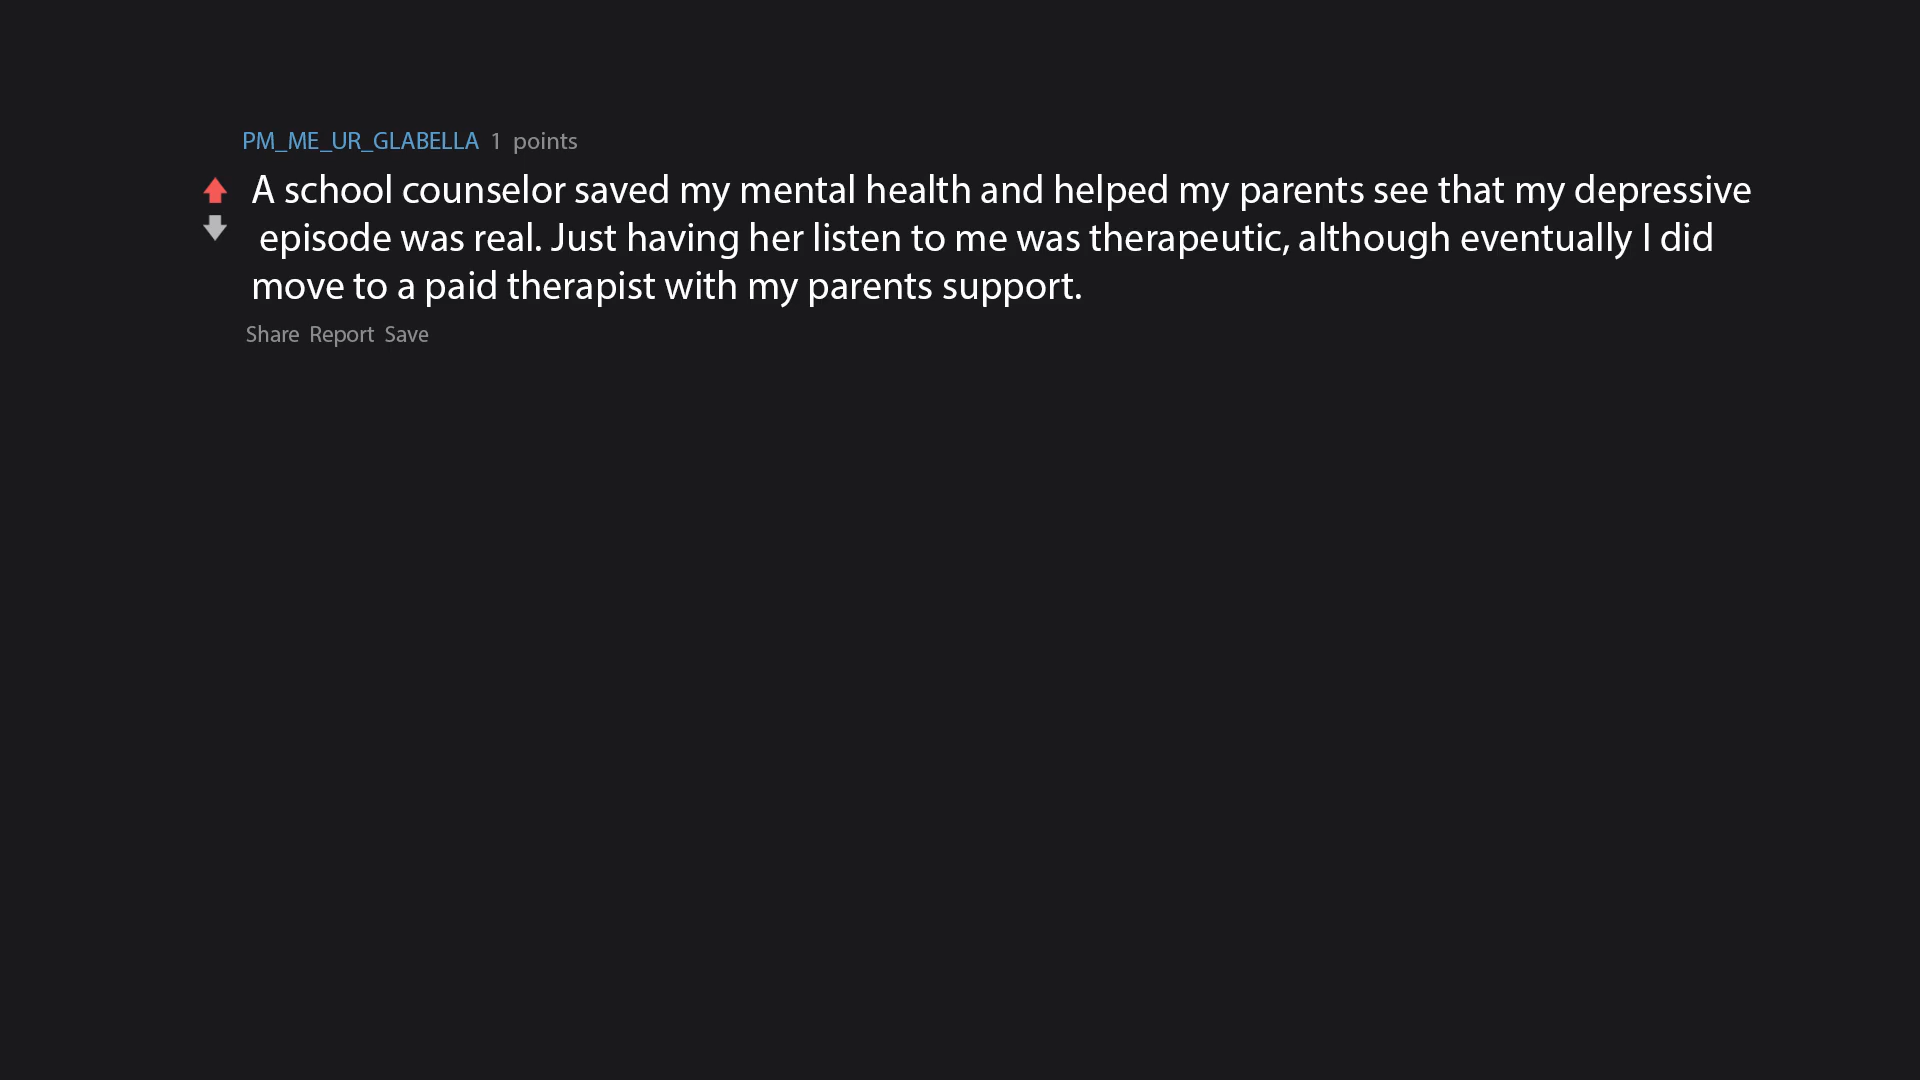 PM_ME_UR_GLABELLA 1 points
A school counselor saved my mental health and helped my parents see that my depressive
episode was real. Just having her listen to me was therapeutic, although eventually I did
move to a paid therapist with my parents support.
Share Report Save